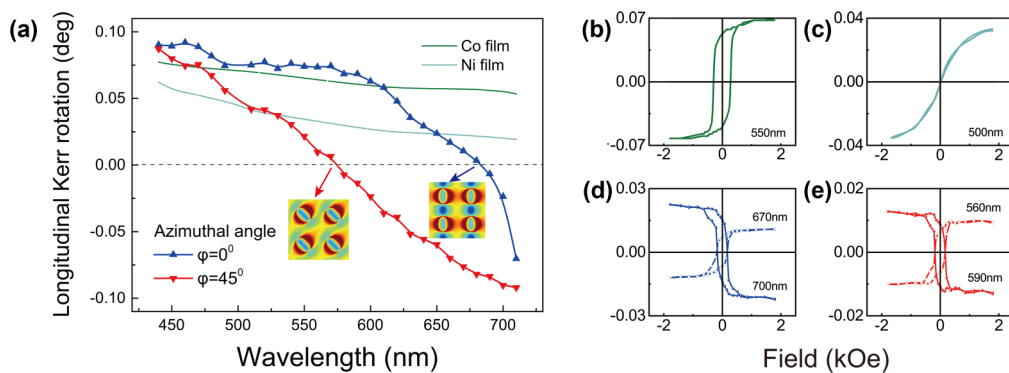 (a)
Longitudinal Kerr rotation (deg)
0.10
0.05
0.00
-0.05
-0.10
Co film
Ni film
Azimuthal angle
φ=0⁰
φ=45⁰
450
500
550
600
650
700
Wavelength (nm)
(b)
0.07
0.00
-0.07
550nm
-2
0
2
(c)
0.04
0.00
-0.04
500nm
-2
0
2
(d)
0.03
0.00
-0.03
670nm
700nm
-2
0
2
(e)
0.02
0.00
-0.02
560nm
590nm
-2
0
2
Field (kOe)